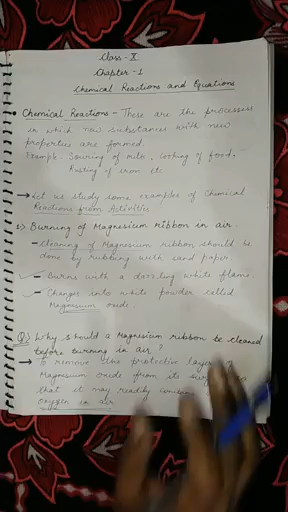 Class - X
Chapter - 1
Chemical Reactions and Equations
• Chemical Reactions - These are the processes
in which new substances with new
properties are formed.
Example. Souring of milk, Cooking of food,
Rusting of iron etc
→ Let us study some examples of Chemical
Reactions from Activities
1.) Burning of Magnesium Ribbon in air.
- Cleaning of Magnesium ribbon should be
done by rubbing with sand paper.
- Burns with a dazzling white flame.
- Changes into white powder called
Magnesium oxide.
Q.) Why should a Magnesium ribbon be cleaned
before burning in air?
→ To remove the protective layer
Magnesium oxide from its
that it may readily
oxygen in air